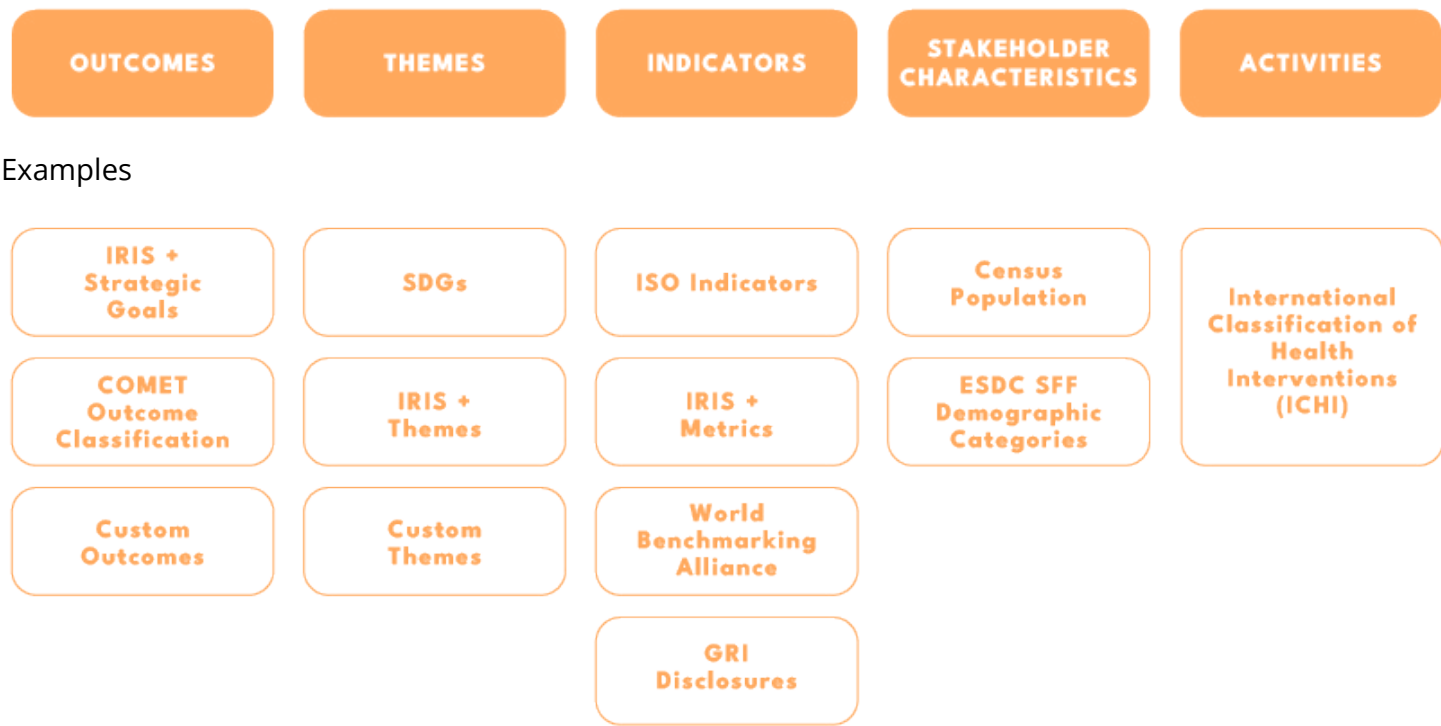 OUTCOMES
THEMES
INDICATORS
STAKEHOLDER
CHARACTERISTICS
ACTIVITIES
Examples
IRIS +
Strategic
Goals
SDGs
ISO Indicators
Census
Population
International
Classification of
Health
Interventions
(ICHI)
COMET
Outcome
Classification
IRIS +
Themes
IRIS +
Metrics
ESDC SFF
Demographic
Categories
Custom
Outcomes
Custom
Themes
World
Benchmarking
Alliance
GRI
Disclosures